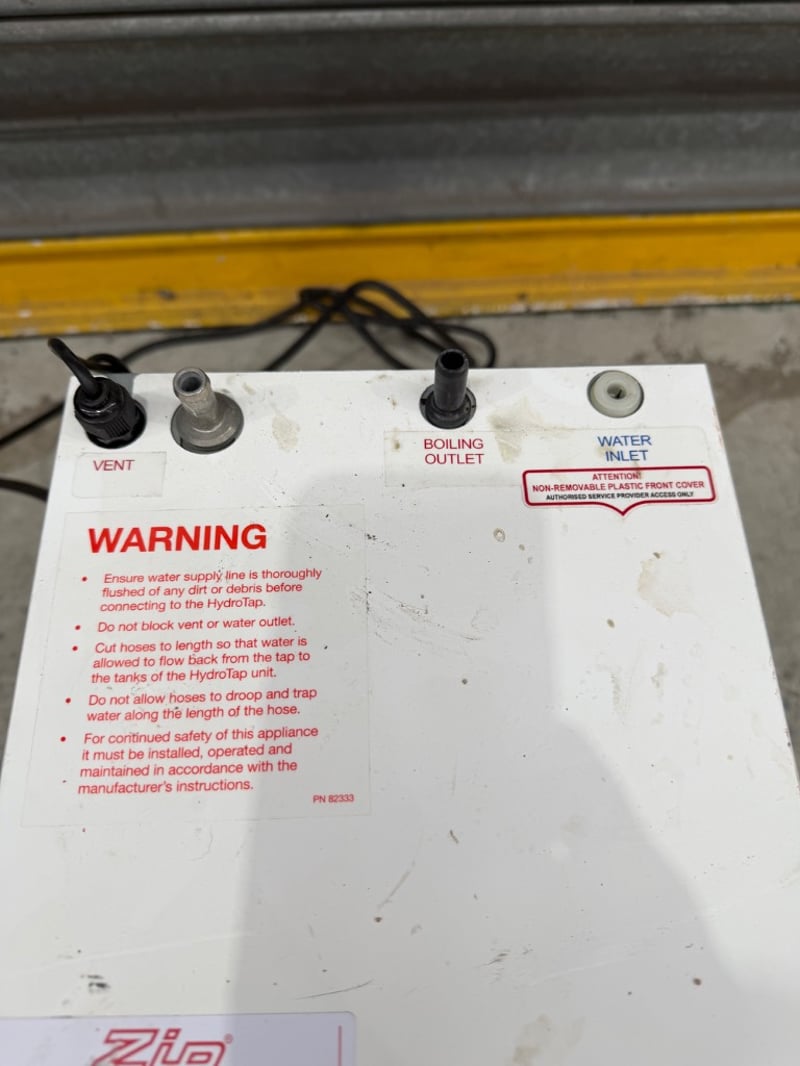 VENT
BOILING
OUTLET
WATER
INLET
ATTENTION
NON-REMOVABLE PLASTIC FRONT COVER
AUTHORISED SERVICE PROVIDER ACCESS ONLY
WARNING
• Ensure water supply line is thoroughly
flushed of any dirt or debris before
connecting to the HydroTap.
• Do not block vent or water outlet.
• Cut hoses to length so that water is
allowed to flow back from the tap to
the tanks of the HydroTap unit.
• Do not allow hoses to droop and trap
water along the length of the hose.
• For continued safety of this appliance
it must be installed, operated and
maintained in accordance with the
manufacturer's instructions.
PN 82333
Zip®